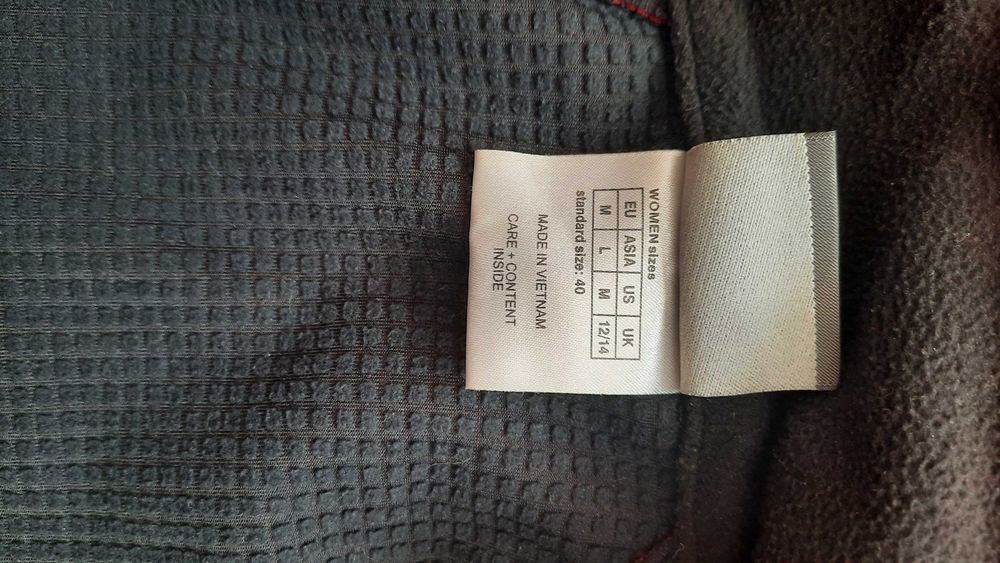 WOMEN sizes
EU ASIA US UK
M L M 12/14
standard size: 40
MADE IN VIETNAM
CARE + CONTENT
INSIDE